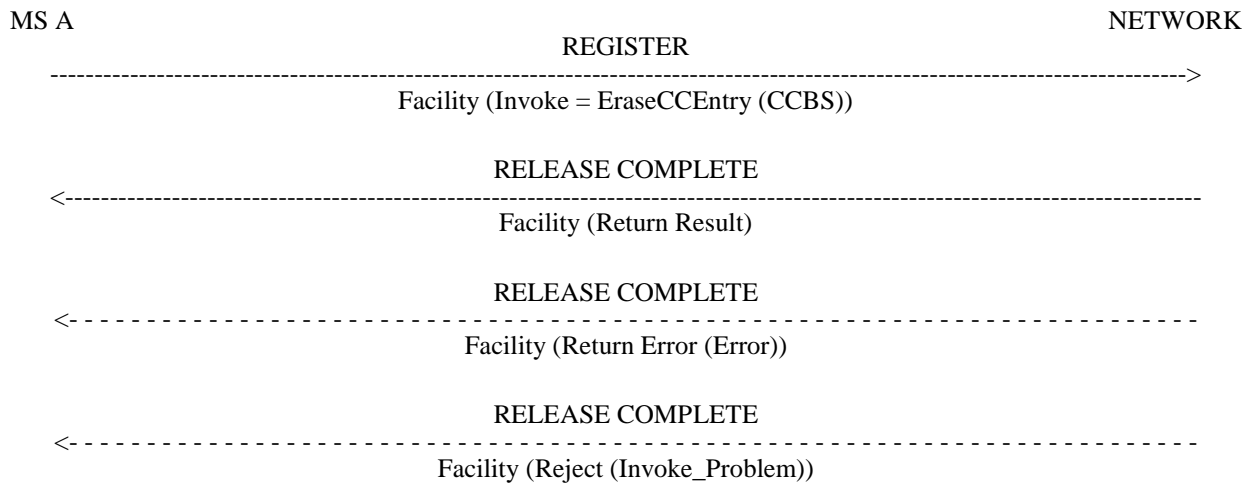 MS A NETWORK
REGISTER
------------------------------------------------------------------------------------------------------------------------------------>
Facility (Invoke = EraseCCEntry (CCBS))
RELEASE COMPLETE
<------------------------------------------------------------------------------------------------------------------------------------
Facility (Return Result)
RELEASE COMPLETE
<- - - - - - - - - - - - - - - - - - - - - - - - - - - - - - - - - - - - - - - - - - - - - - - - - - - - - - - - - - - - - - - - - - - - - - - - - -
Facility (Return Error (Error))
RELEASE COMPLETE
<- - - - - - - - - - - - - - - - - - - - - - - - - - - - - - - - - - - - - - - - - - - - - - - - - - - - - - - - - - - - - - - - - - - - - - - - - -
Facility (Reject (Invoke_Problem))